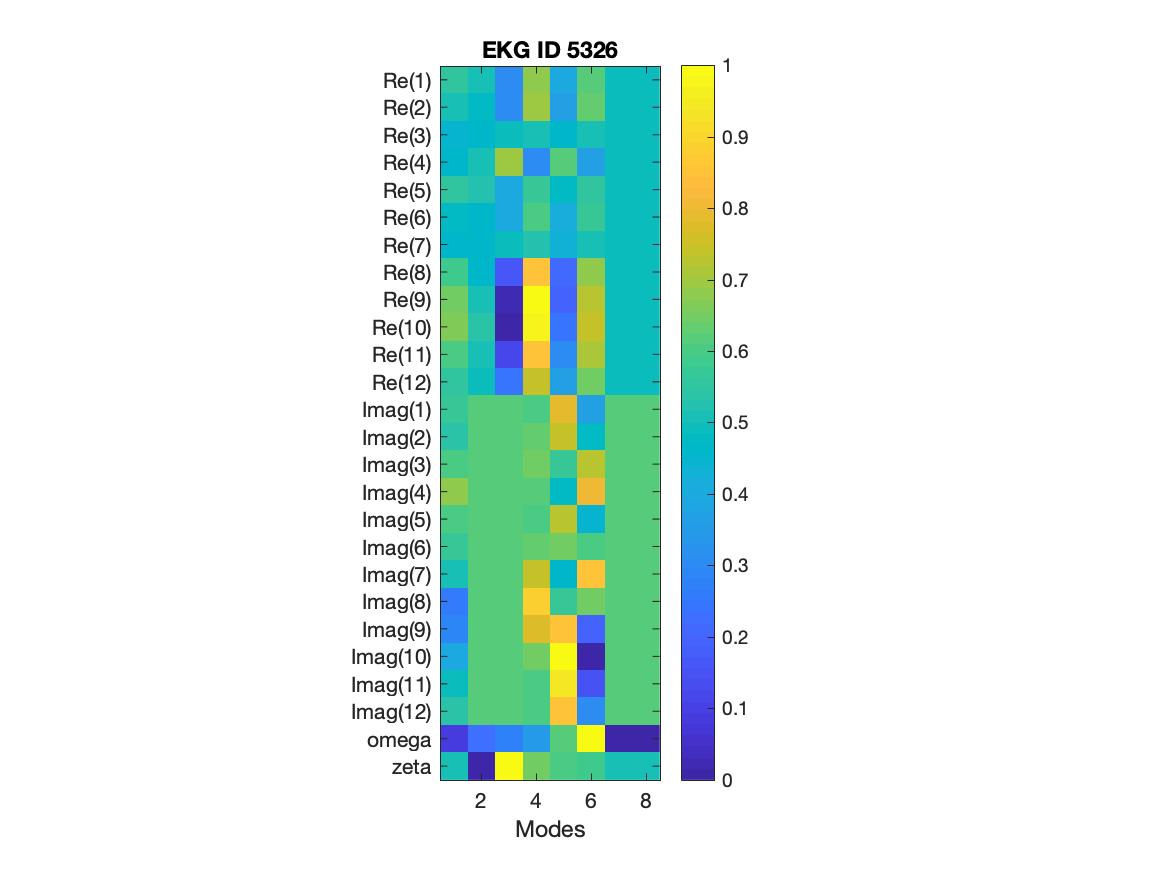 EKG ID 5326
Re(1)
Re(2)
Re(3)
Re(4)
Re(5)
Re(6)
Re(7)
Re(8)
Re(9)
Re(10)
Re(11)
Re(12)
Imag(1)
Imag(2)
Imag(3)
Imag(4)
Imag(5)
Imag(6)
Imag(7)
Imag(8)
Imag(9)
Imag(10)
Imag(11)
Imag(12)
omega
zeta
2 4 6 8
Modes
1
0.9
0.8
0.7
0.6
0.5
0.4
0.3
0.2
0.1
0